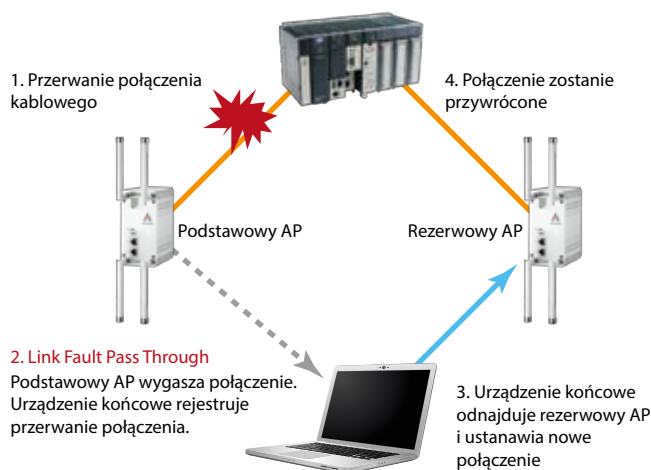 1. Przerwanie połączenia
kablowego
4. Połączenie zostanie
przywrócone
Podstawowy AP
Rezerwowy AP
2. Link Fault Pass Through
Podstawowy AP wygasza połączenie.
Urządzenie końcowe rejestruje
przerwanie połączenia.
3. Urządzenie końcowe
odnajduje rezerwowy AP
i ustanawia nowe
połączenie